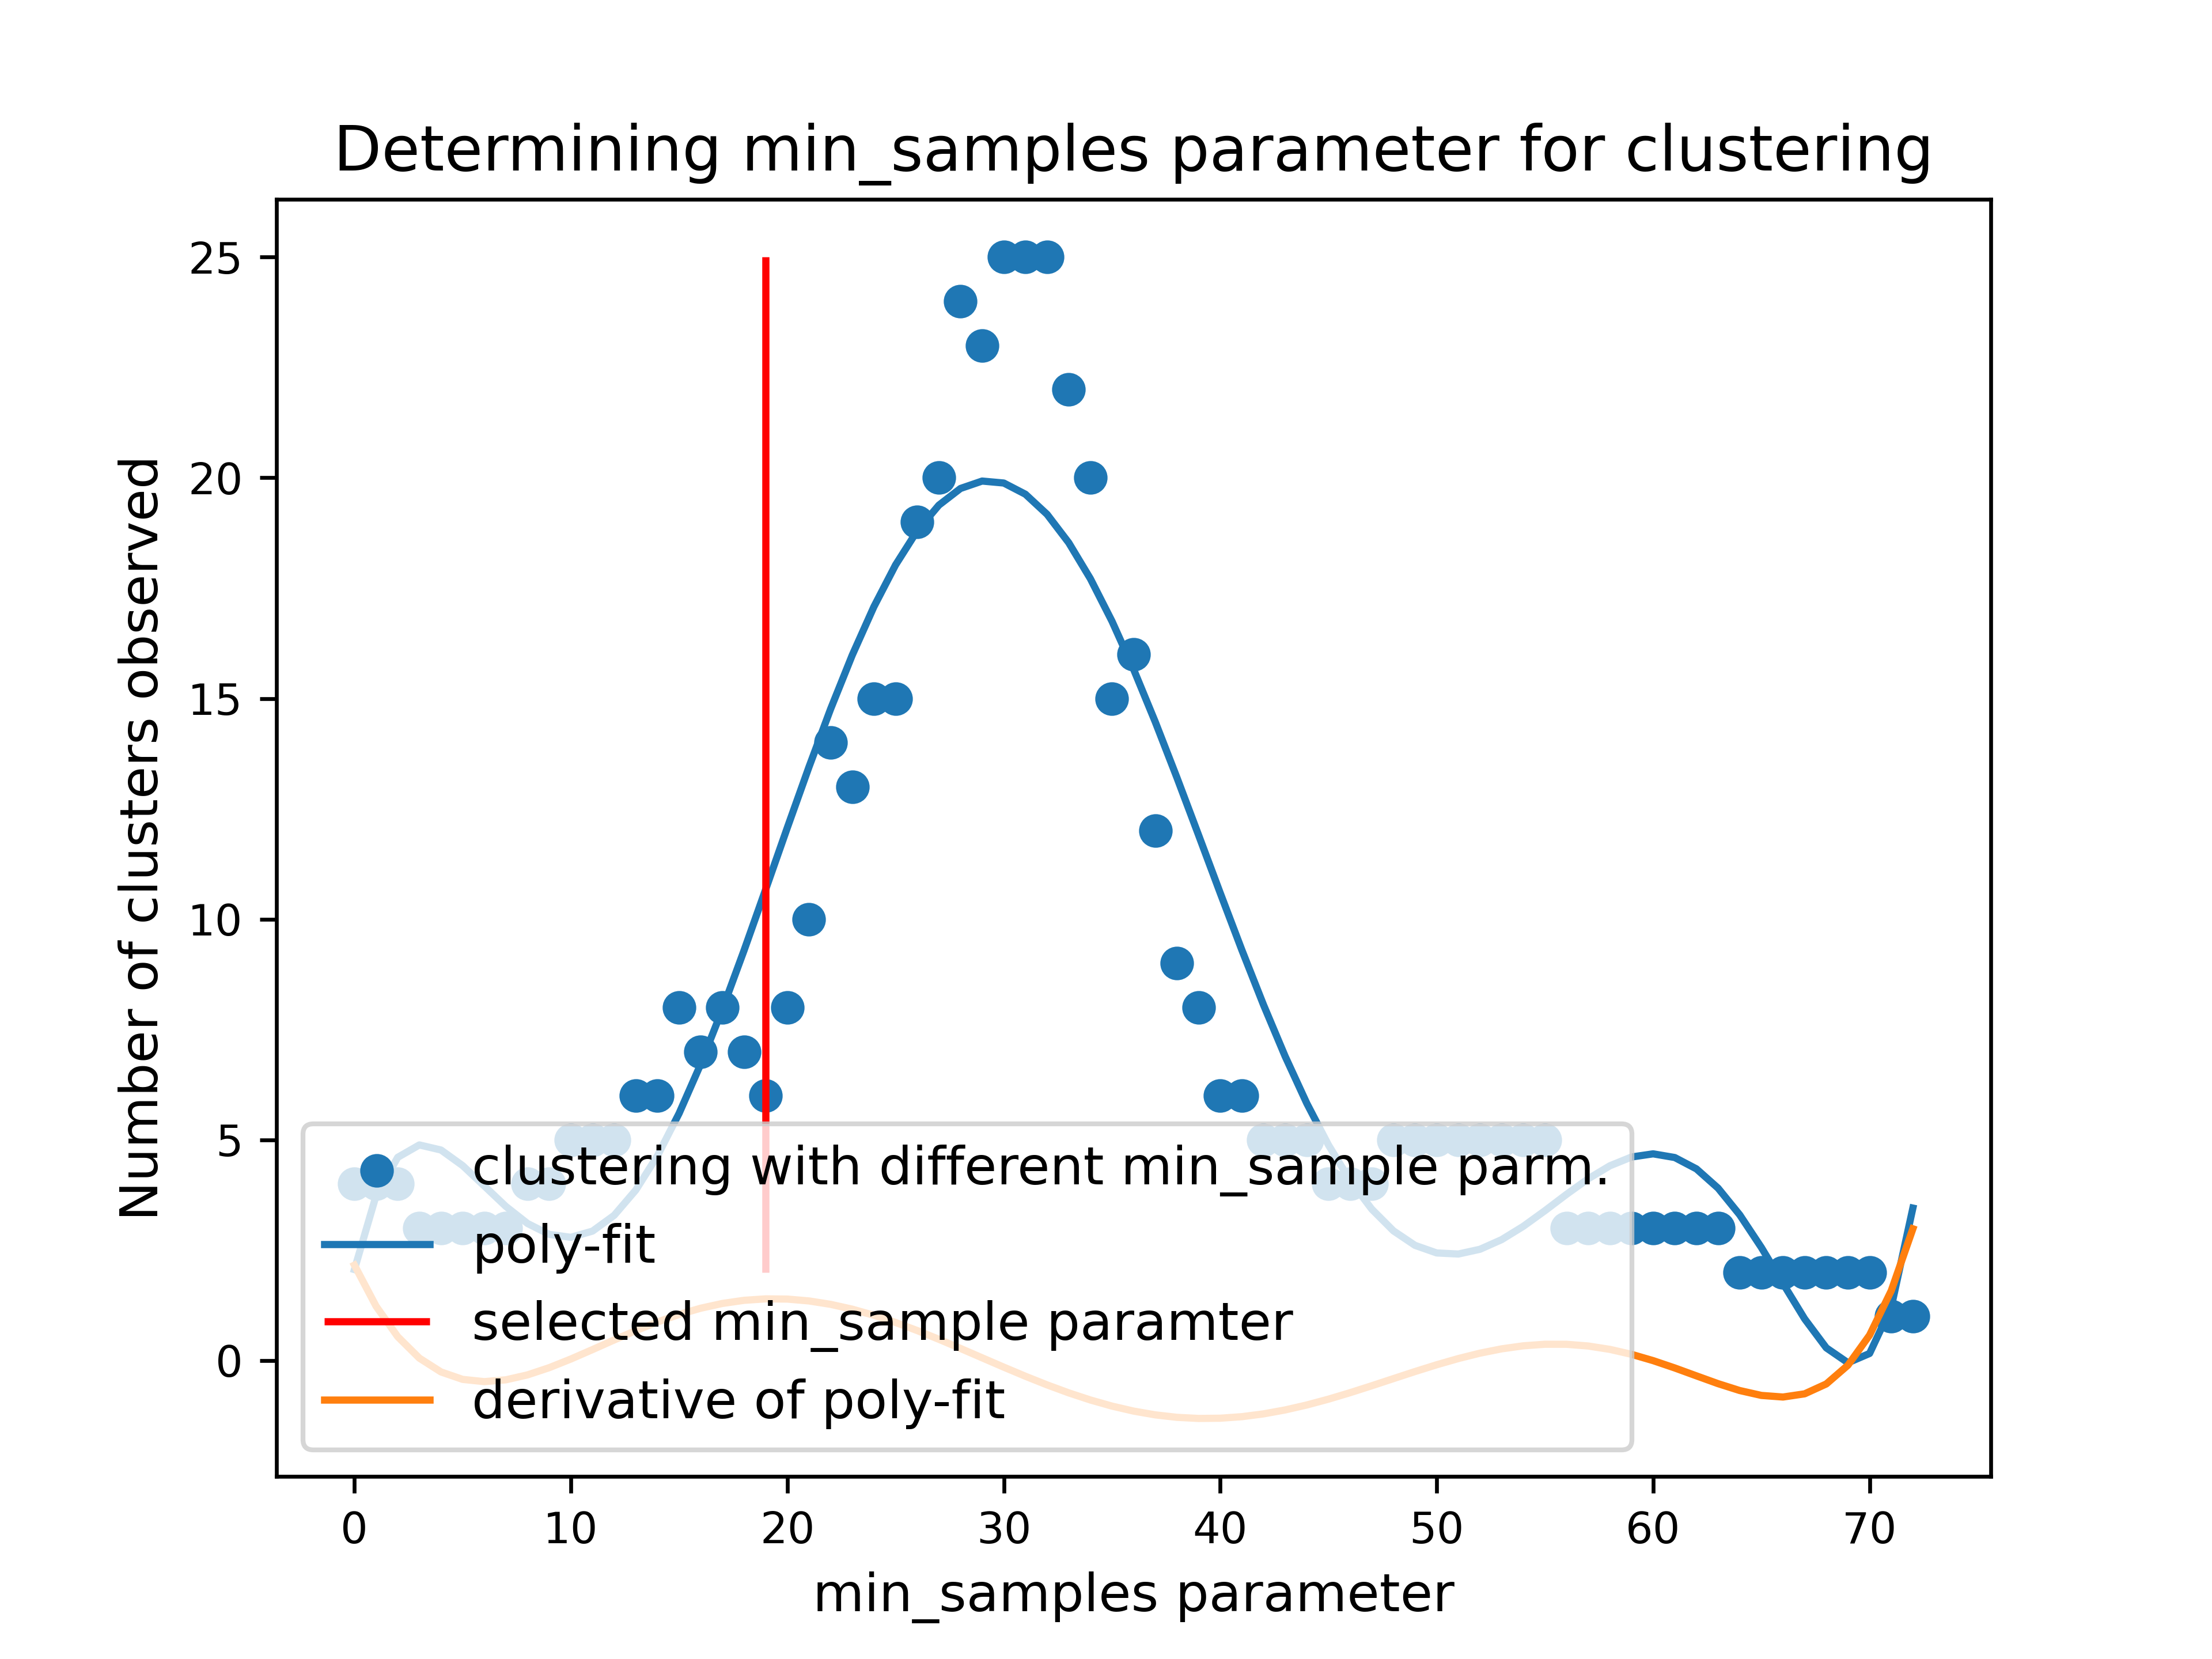 Determining min_samples parameter for clustering
Number of clusters observed
25
20
15
10
5
0
clustering with different min_sample parm.
poly-fit
selected min_sample paramter
derivative of poly-fit
0 10 20 30 40 50 60 70
min_samples parameter